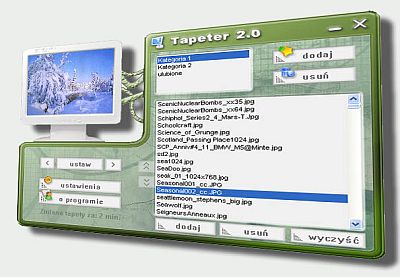 Tapeter 2.0
Kategoria 1
Kategoria 2
ulubione
dodaj
usuń
ScenicNuclearBombs_xx35.jpg
ScenicNuclearBombs_xx64.jpg
Schiphol_Series2_4_Mars-T.Jpg
Schoolcraft.jpg
Science_of_Grunge.jpg
Scotland_Passing Place1024.jpg
SCP_Anniv#4_11_BMW_M5@Minte.jpg
sd2.jpg
sea1024.jpg
SeaDoo.jpg
seak_01_1024x768.jpg
Seasonal001_cc.JPG
Seasonal002_cc.JPG
seattlemoon_stephens_big.jpg
Seawolf.jpg
SeigneursAnneaux.jpg
< ustaw >
ustawienia
o programie
Zmiana tapety za: 2 min.
dodaj
usuń
wyczyść